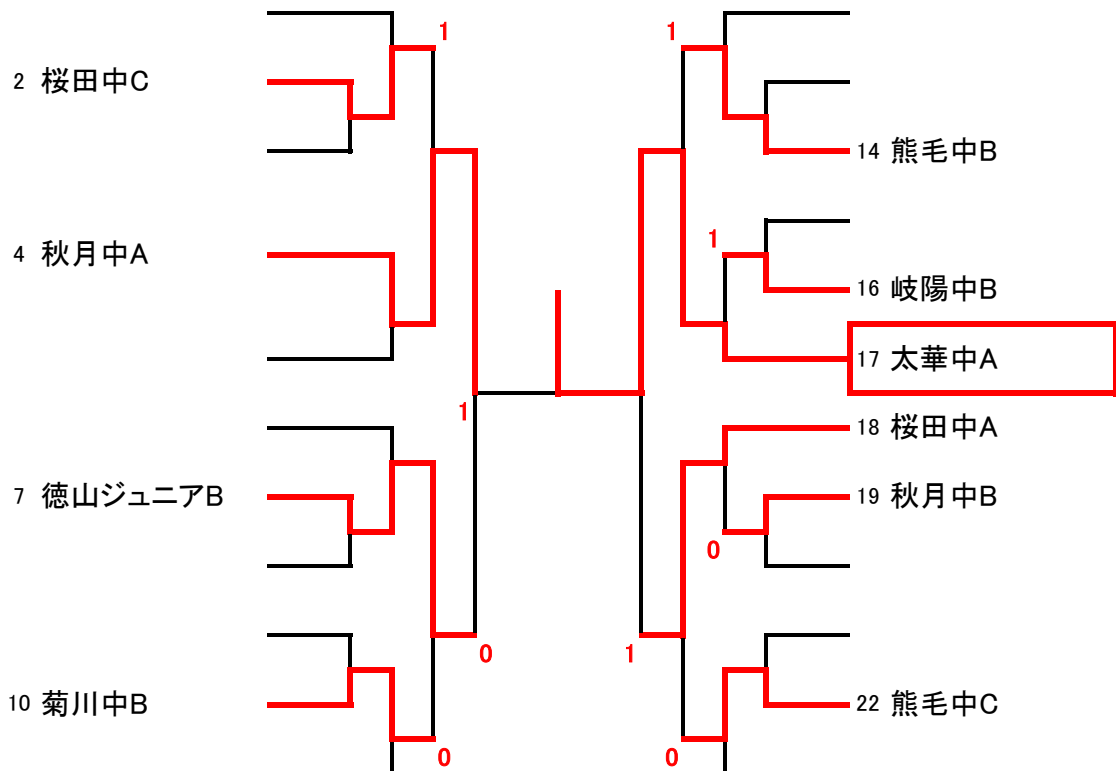 1
2 桜田中C
4 秋月中A
1
7 徳山ジュニアB
0
10 菊川中B
0
1
14 熊毛中B
1
16 岐陽中B
17 太華中A
18 桜田中A
19 秋月中B
0
1
22 熊毛中C
0